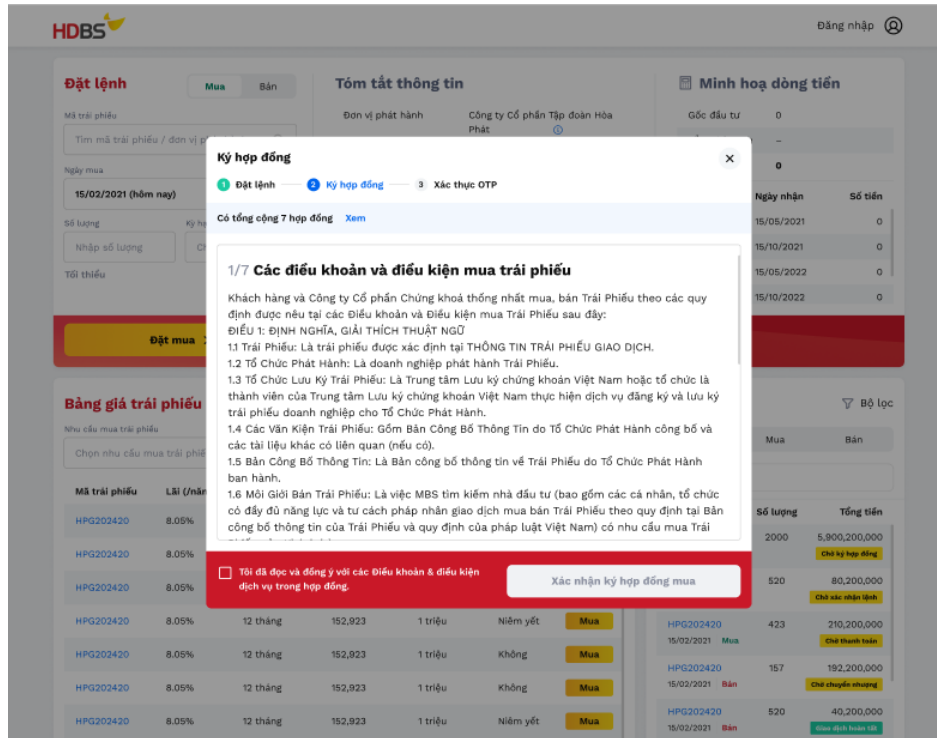 HDBS
Đăng nhập
Đặt lệnh
Mua
Bán
Mã trái phiếu
Tìm mã trái phiếu / đơn vị
Ngày mua
15/02/2021 (hôm nay)
Số lượng
Nhập số lượng
Tối thiểu
Đặt mua
Tóm tắt thông tin
Đơn vị phát hành
Công ty Cổ phần Tập đoàn Hòa
Phát
Minh hoạ dòng tiền
Gốc đầu tư 0
–
0
Ngày nhận Số tiền
15/05/2021 0
15/10/2021 0
15/05/2022 0
15/10/2022 0
Ký hợp đồng
1 Đặt lệnh 2 Ký hợp đồng 3 Xác thực OTP
Có tổng cộng 7 hợp đồng Xem
1/7 Các điều khoản và điều kiện mua trái phiếu
Khách hàng và Công ty Cổ phần Chứng khoá thống nhất mua, bán Trái Phiếu theo các quy
định được nêu tại các Điều khoản và Điều kiện mua Trái Phiếu sau đây:
ĐIỀU 1: ĐỊNH NGHĨA, GIẢI THÍCH THUẬT NGỮ
1.1 Trái Phiếu: Là trái phiếu được xác định tại THÔNG TIN TRÁI PHIẾU GIAO DỊCH.
1.2 Tổ Chức Phát Hành: Là doanh nghiệp phát hành Trái Phiếu.
1.3 Tổ Chức Lưu Ký Trái Phiếu: Là Trung tâm Lưu ký chứng khoán Việt Nam hoặc tổ chức là
thành viên của Trung tâm Lưu ký chứng khoán Việt Nam thực hiện dịch vụ đăng ký và lưu ký
trái phiếu doanh nghiệp cho Tổ Chức Phát Hành.
1.4 Các Văn Kiện Trái Phiếu: Gồm Bản Công Bố Thông Tin do Tổ Chức Phát Hành công bố và
các tài liệu khác có liên quan (nếu có).
1.5 Bản Công Bố Thông Tin: Là Bản công bố thông tin về Trái Phiếu do Tổ Chức Phát Hành
ban hành.
1.6 Môi Giới Bán Trái Phiếu: Là việc MBS tìm kiếm nhà đầu tư (bao gồm các cá nhân, tổ chức
có đầy đủ năng lực và tư cách pháp nhân giao dịch mua bán Trái Phiếu theo quy định tại Bản
công bố thông tin của Trái Phiếu và quy định của pháp luật Việt Nam) có nhu cầu mua Trái
Tôi đã đọc và đồng ý với các Điều khoản & điều kiện
dịch vụ trong hợp đồng.
Xác nhận ký hợp đồng mua
Bảng giá trái phiếu
Nhu cầu mua trái phiếu
Chọn nhu cầu mua trái phiếu
Mã trái phiếu Lãi (/năm
HPG202420 8.05%
HPG202420 8.05%
HPG202420 8.05%
HPG202420 8.05% 12 tháng 152,923 1 triệu Niêm yết Mua
HPG202420 8.05% 12 tháng 152,923 1 triệu Không Mua
HPG202420 8.05% 12 tháng 152,923 1 triệu Không Mua
HPG202420 8.05% 12 tháng 152,923 1 triệu Niêm yết Mua
Bộ lọc
Mua Bán
Số lượng Tổng tiền
2000 5,900,200,000
Chờ ký hợp đồng
520 80,200,000
Chờ xác nhận lệnh
HPG202420 423 210,200,000
15/02/2021 Mua Chờ thanh toán
HPG202420 157 192,200,000
15/02/2021 Bán Chờ chuyển nhượng
HPG202420 520 40,200,000
15/02/2021 Bán Giao dịch hoàn tất